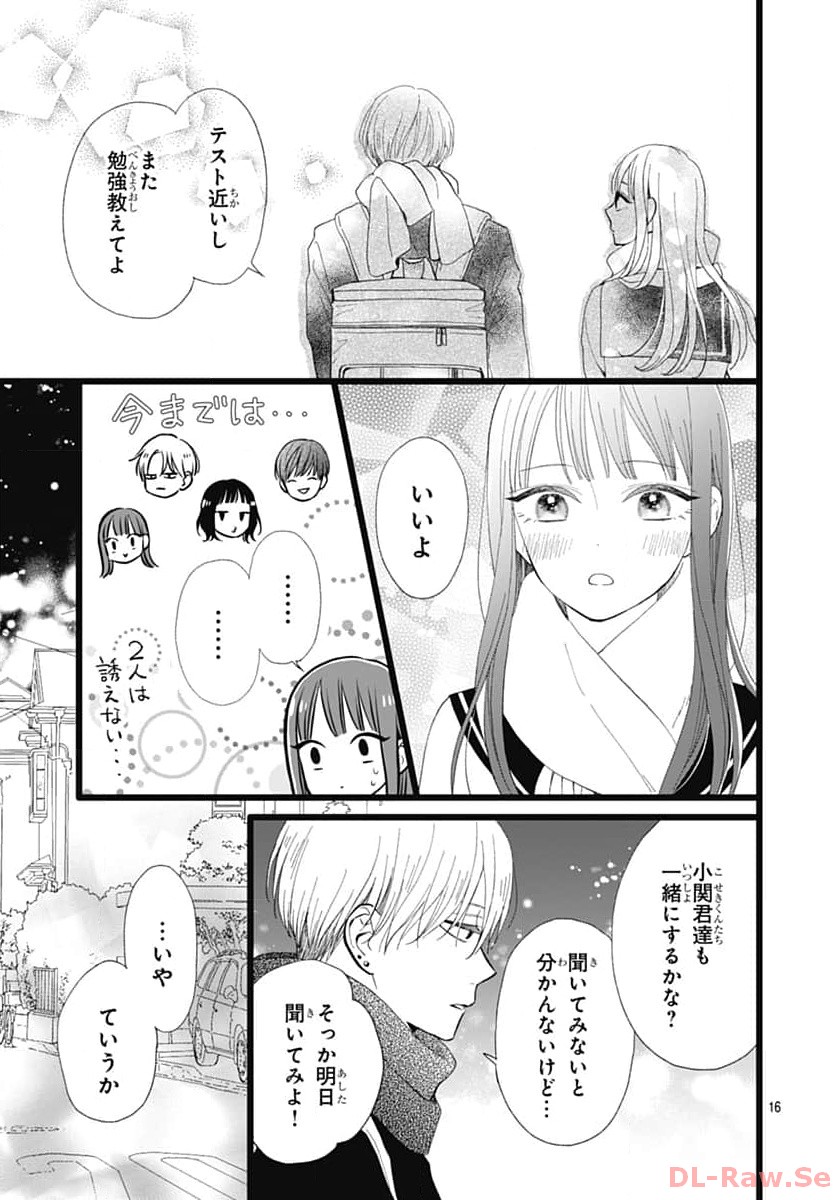 テスト近いし
また
勉強教えてよ
いいよ
今までは…
………
………
2人は
誘えない…
小関君達も
一緒にするかな?
聞いてみないと
分かんないけど…
そっか明日
聞いてみよ!
…いや
ていうか
16
DL-Raw.Se